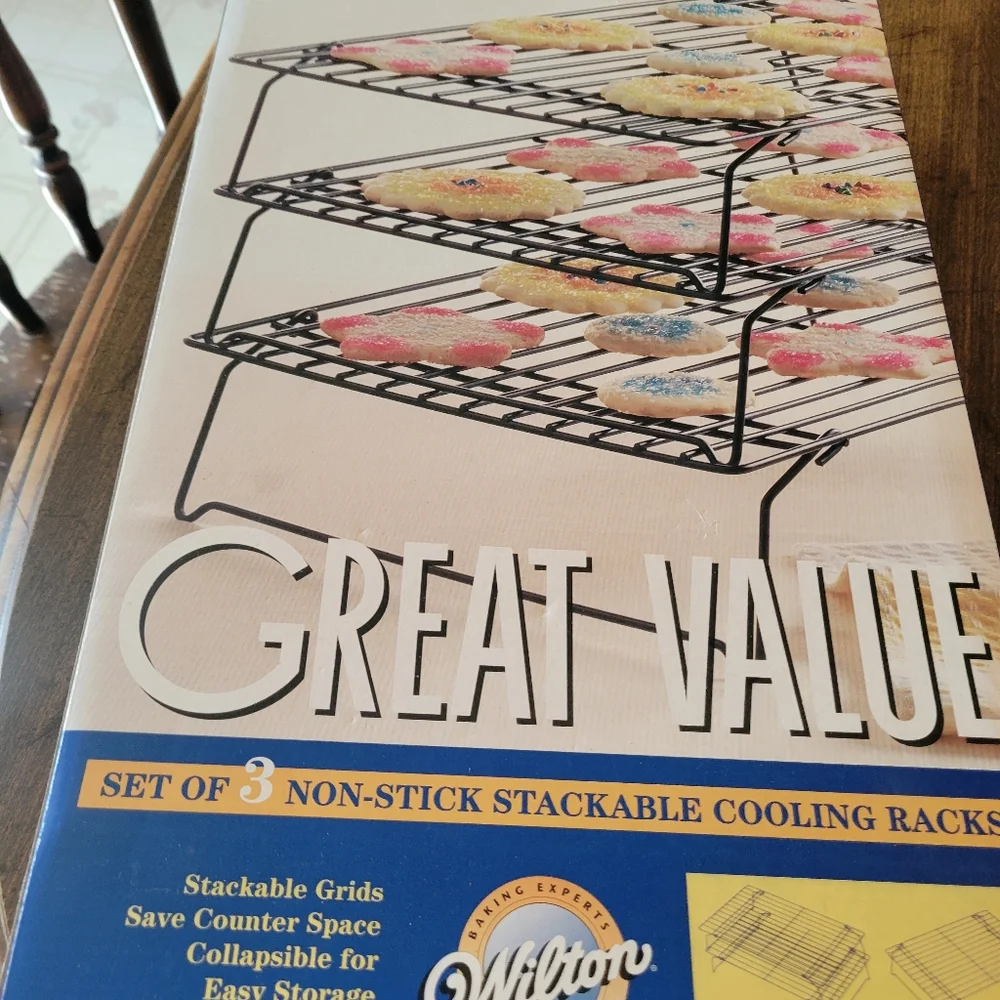 GREAT VALUE
SET OF 3 NON-STICK STACKABLE COOLING RACKS
Stackable Grids
Save Counter Space
Collapsible for
Easy Storage
BAKING EXPERTS
Wilton®